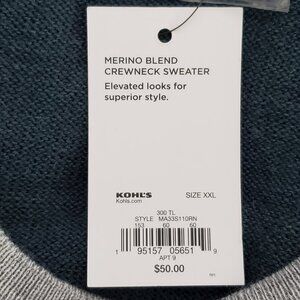 MERINO BLEND
CREWNECK SWEATER
Elevated looks for
superior style.
KOHL'S SIZE XXL
Kohls.com
300 TL
STYLE MA33S110RN
153 60 60
1 95157 05651 9
APT 9
$50.00